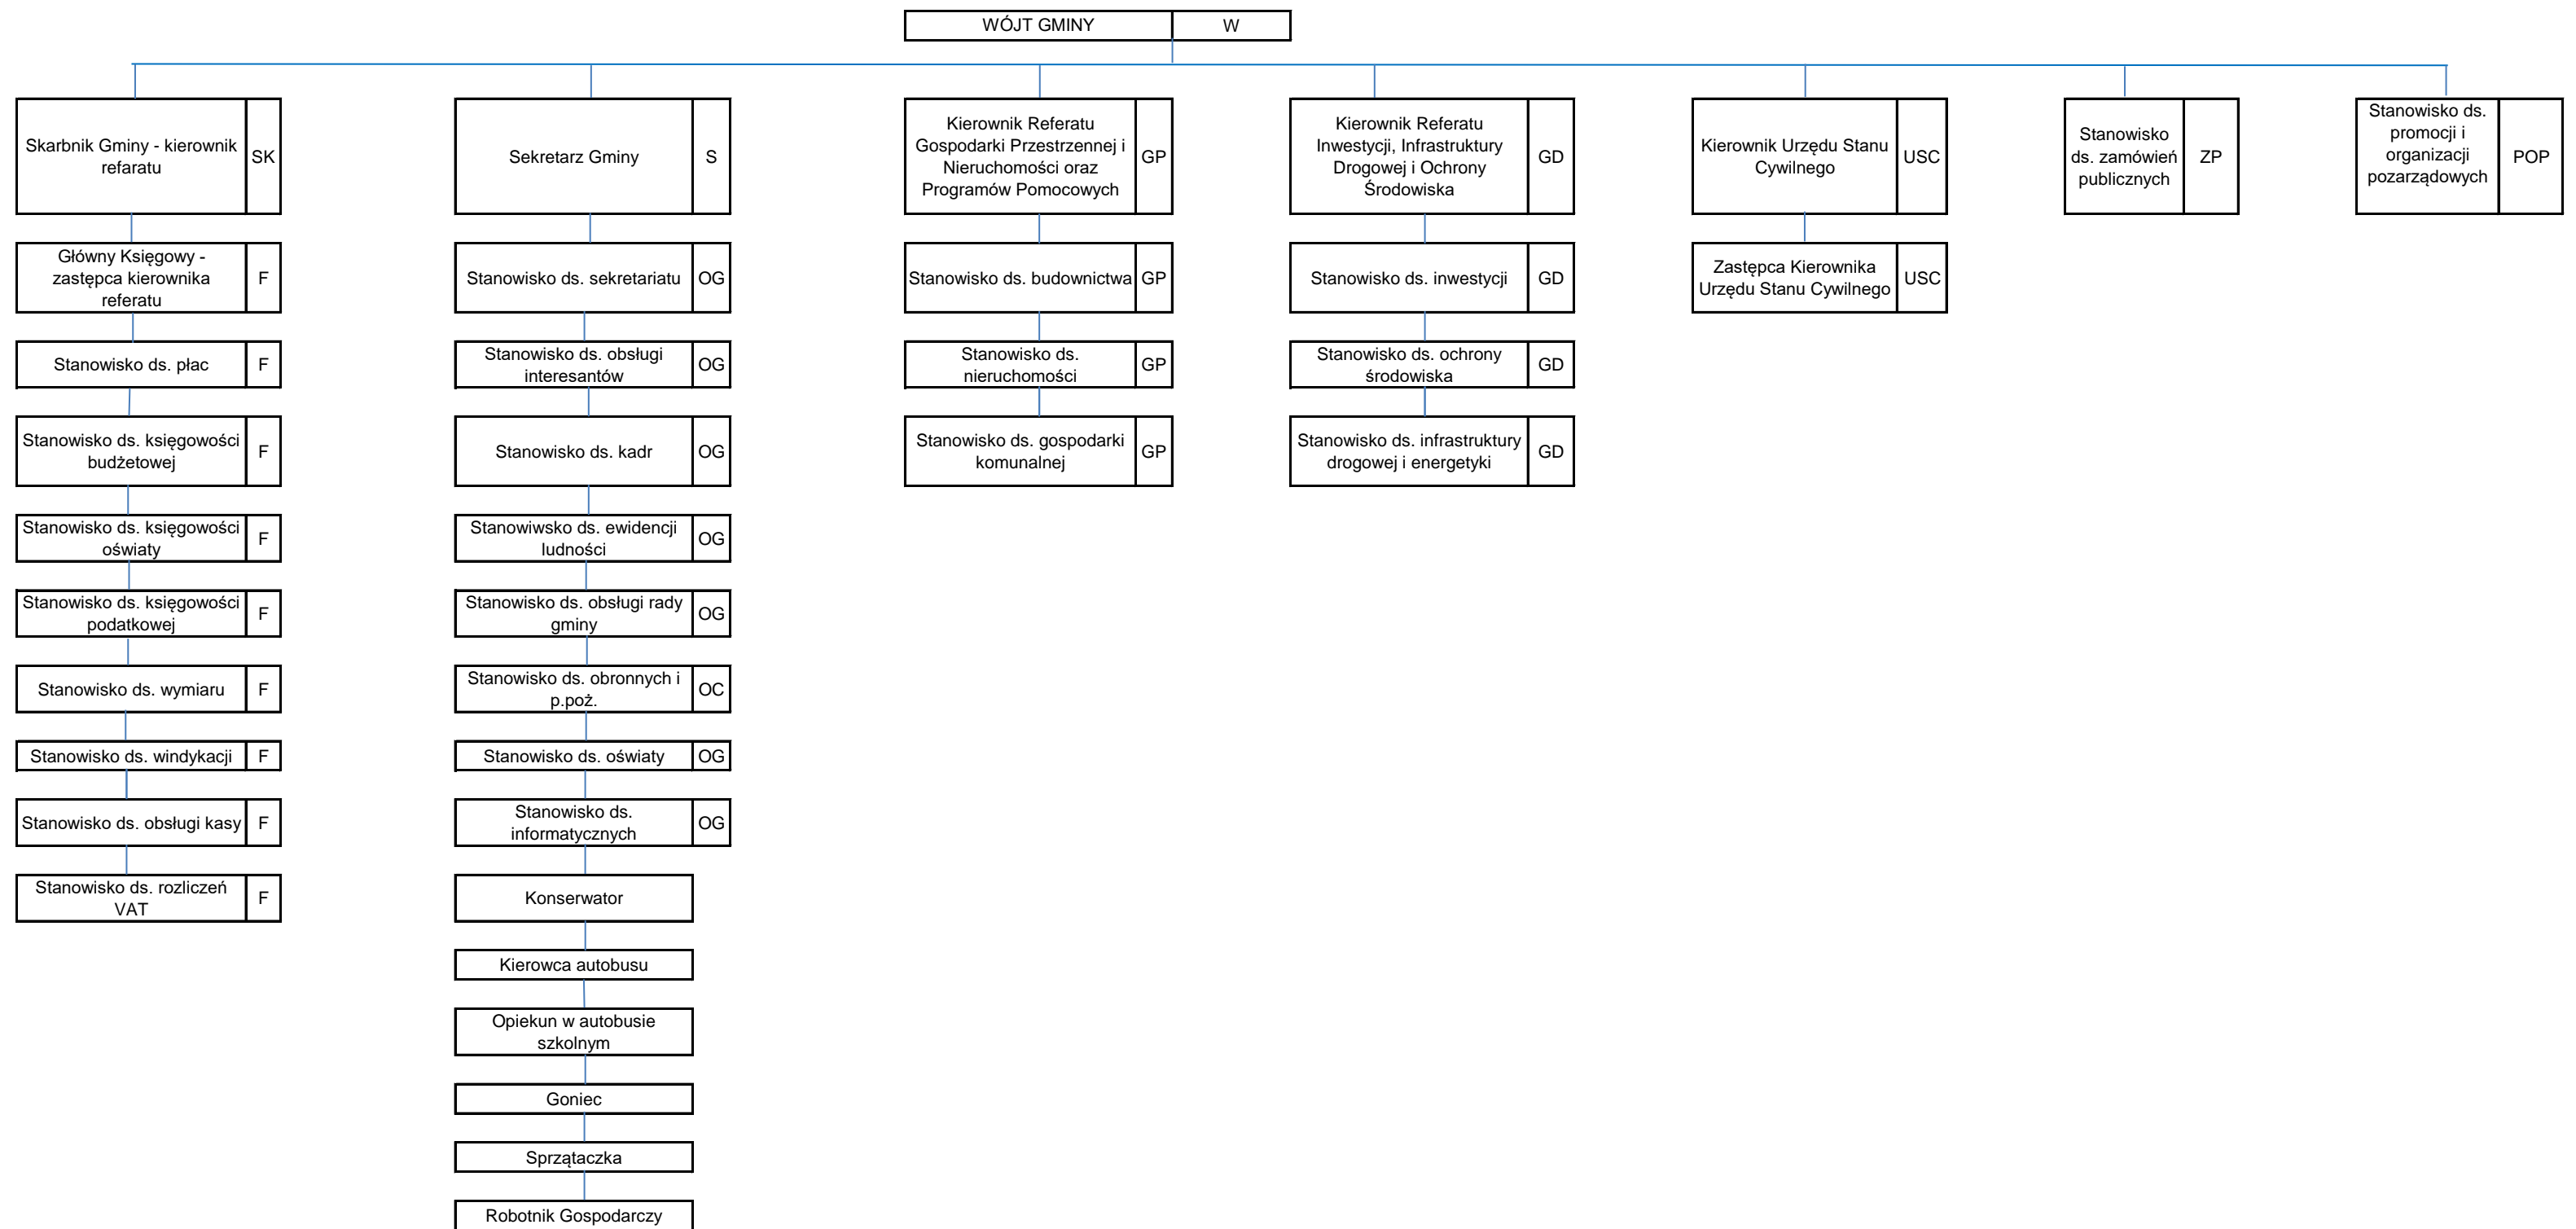 WÓJT GMINY
W
Skarbnik Gminy - kierownik
refaratu
SK
Sekretarz Gminy
S
Kierownik Referatu
Gospodarki Przestrzennej i
Nieruchomości oraz
Programów Pomocowych
GP
Kierownik Referatu
Inwestycji, Infrastruktury
Drogowej i Ochrony
Środowiska
GD
Kierownik Urzędu Stanu
Cywilnego
USC
Stanowisko
ds. zamówień
publicznych
ZP
Stanowisko ds.
promocji i
organizacji
pozarządowych
POP
Główny Księgowy -
zastępca kierownika
referatu
F
Stanowisko ds. sekretariatu
OG
Stanowisko ds. budownictwa
GP
Stanowisko ds. inwestycji
GD
Zastępca Kierownika
Urzędu Stanu Cywilnego
USC
Stanowisko ds. płac
F
Stanowisko ds. obsługi
interesantów
OG
Stanowisko ds.
nieruchomości
GP
Stanowisko ds. ochrony
środowiska
GD
Stanowisko ds. księgowości
budżetowej
F
Stanowisko ds. kadr
OG
Stanowisko ds. gospodarki
komunalnej
GP
Stanowisko ds. infrastruktury
drogowej i energetyki
GD
Stanowisko ds. księgowości
oświaty
F
Stanowiwsko ds. ewidencji
ludności
OG
Stanowisko ds. księgowości
podatkowej
F
Stanowisko ds. obsługi rady
gminy
OG
Stanowisko ds. wymiaru
F
Stanowisko ds. obronnych i
p.poż.
OC
Stanowisko ds. windykacji
F
Stanowisko ds. oświaty
OG
Stanowisko ds. obsługi kasy
F
Stanowisko ds.
informatycznych
OG
Stanowisko ds. rozliczeń
VAT
F
Konserwator
Kierowca autobusu
Opiekun w autobusie
szkolnym
Goniec
Sprzątaczka
Robotnik Gospodarczy